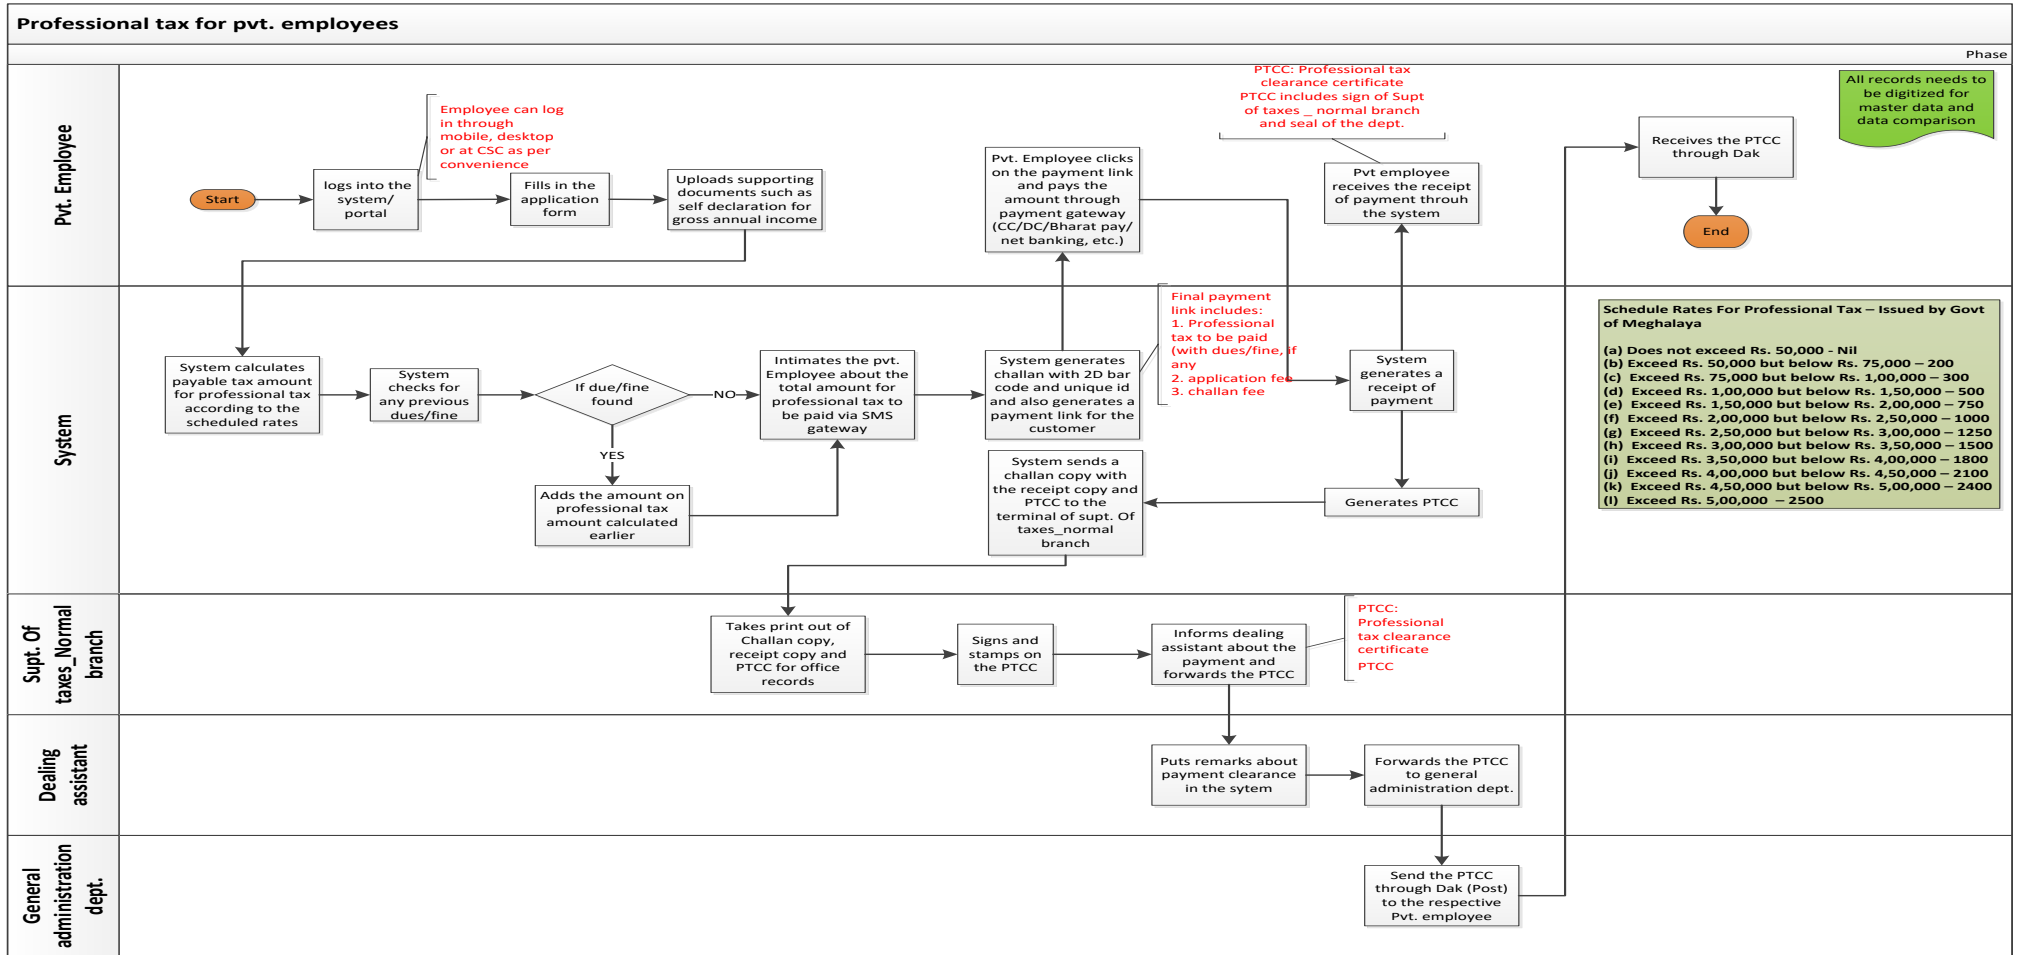 Professional tax for pvt. employees
Phase
Pvt. Employee
Start
logs into the
system/
portal
Employee can log
in through
mobile, desktop
or at CSC as per
convenience
Fills in the
application
form
Uploads supporting
documents such as
self declaration for
gross annual income
Pvt. Employee clicks
on the payment link
and pays the
amount through
payment gateway
(CC/DC/Bharat pay/
net banking, etc.)
PTCC: Professional tax
clearance certificate
PTCC includes sign of Supt
of taxes _ normal branch
and seal of the dept.
Pvt employee
receives the receipt
of payment throuh
the system
Receives the PTCC
through Dak
End
All records needs to
be digitized for
master data and
data comparison
System
System calculates
payable tax amount
for professional tax
according to the
scheduled rates
System
checks for
any previous
dues/fine
If due/fine
found
NO
YES
Adds the amount on
professional tax
amount calculated
earlier
Intimates the pvt.
Employee about the
total amount for
professional tax to
be paid via SMS
gateway
System generates
challan with 2D bar
code and unique id
and also generates a
payment link for the
customer
Final payment
link includes:
1. Professional
tax to be paid
(with dues/fine, if
any
2. application fee
3. challan fee
System
generates a
receipt of
payment
Generates PTCC
System sends a
challan copy with
the receipt copy and
PTCC to the
terminal of supt. Of
taxes_normal
branch
Schedule Rates For Professional Tax – Issued by Govt
of Meghalaya
(a) Does not exceed Rs. 50,000 - Nil
(b) Exceed Rs. 50,000 but below Rs. 75,000 – 200
(c) Exceed Rs. 75,000 but below Rs. 1,00,000 – 300
(d) Exceed Rs. 1,00,000 but below Rs. 1,50,000 – 500
(e) Exceed Rs. 1,50,000 but below Rs. 2,00,000 – 750
(f) Exceed Rs. 2,00,000 but below Rs. 2,50,000 – 1000
(g) Exceed Rs. 2,50,000 but below Rs. 3,00,000 – 1250
(h) Exceed Rs. 3,00,000 but below Rs. 3,50,000 – 1500
(i) Exceed Rs. 3,50,000 but below Rs. 4,00,000 – 1800
(j) Exceed Rs. 4,00,000 but below Rs. 4,50,000 – 2100
(k) Exceed Rs. 4,50,000 but below Rs. 5,00,000 – 2400
(l) Exceed Rs. 5,00,000 – 2500
Supt. Of
taxes_Normal
branch
Takes print out of
Challan copy,
receipt copy and
PTCC for office
records
Signs and
stamps on
the PTCC
Informs dealing
assistant about the
payment and
forwards the PTCC
PTCC:
Professional
tax clearance
certificate
PTCC
Dealing
assistant
Puts remarks about
payment clearance
in the sytem
Forwards the PTCC
to general
administration dept.
General
administration
dept.
Send the PTCC
through Dak (Post)
to the respective
Pvt. employee